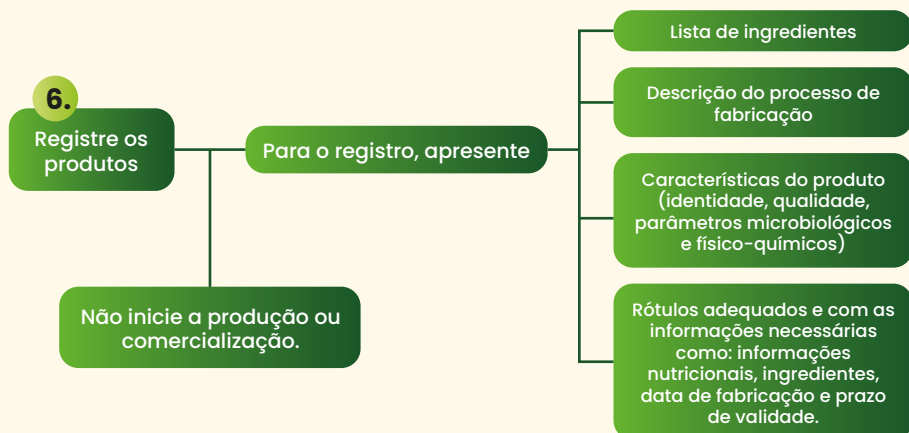 6.
Registre os
produtos
Não inicie a produção ou
comercialização.
Para o registro, apresente
Lista de ingredientes
Descrição do processo de
fabricação
Características do produto
(identidade, qualidade,
parâmetros microbiológicos
e físico-químicos)
Rótulos adequados e com as
informações necessárias
como: informações
nutricionais, ingredientes,
data de fabricação e prazo
de validade.